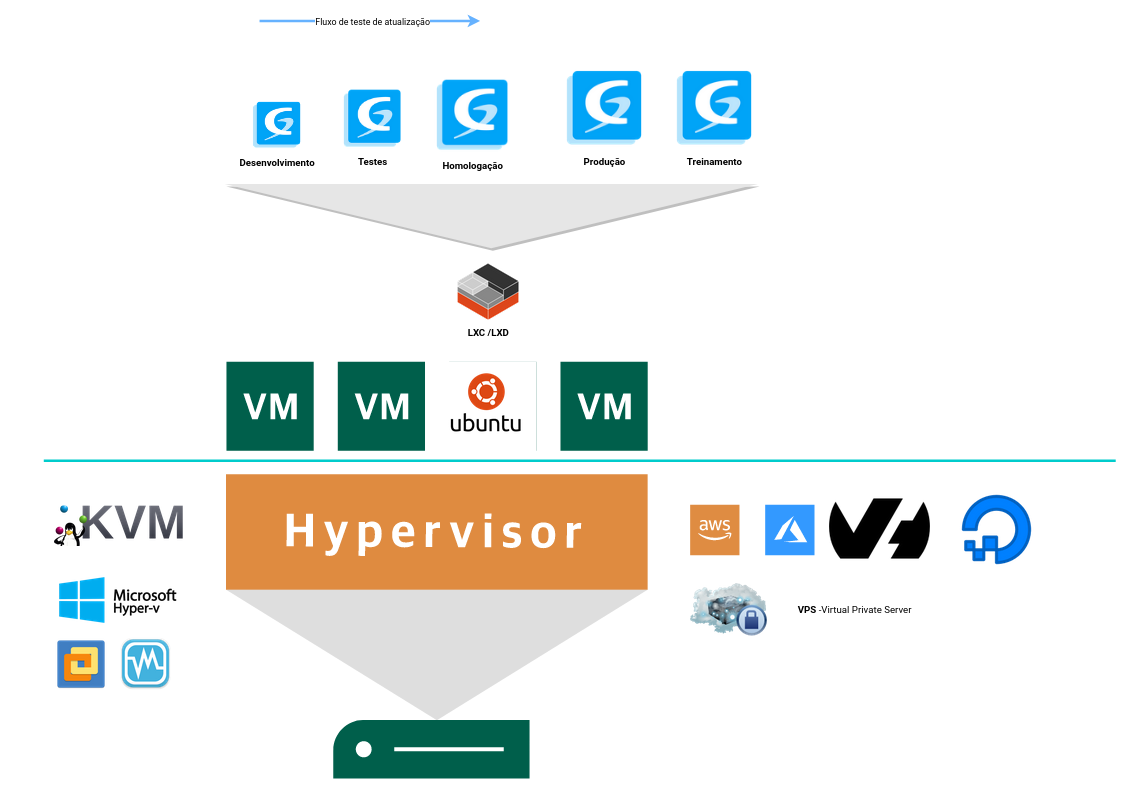 Fluxo de teste de atualização
Desenvolvimento
Testes
Homologação
Produção
Treinamento
LXC /LXD
VM
VM
ubuntu
VM
KVM
Hypervisor
aws
Microsoft
Hyper-v
VPS -Virtual Private Server